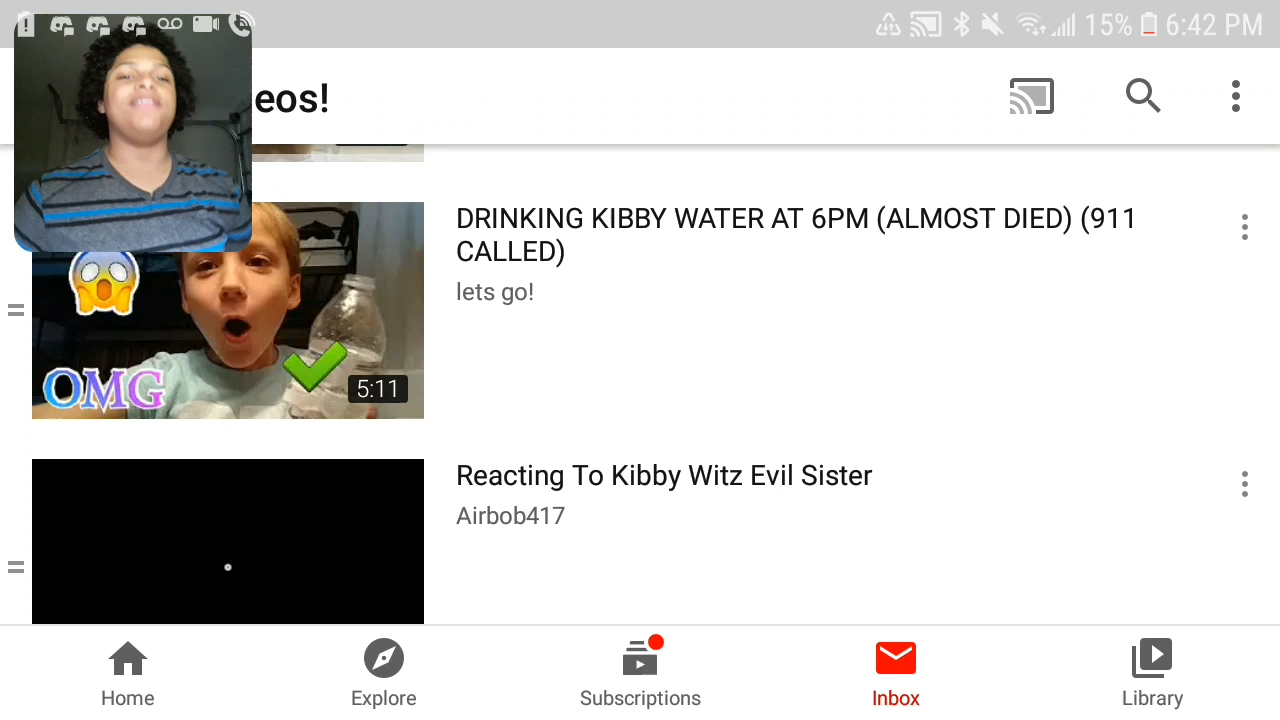 15% 6:42 PM
eos!
DRINKING KIBBY WATER AT 6PM (ALMOST DIED) (911
CALLED)
lets go!
OMG
5:11
Reacting To Kibby Witz Evil Sister
Airbob417
Home Explore Subscriptions Inbox Library